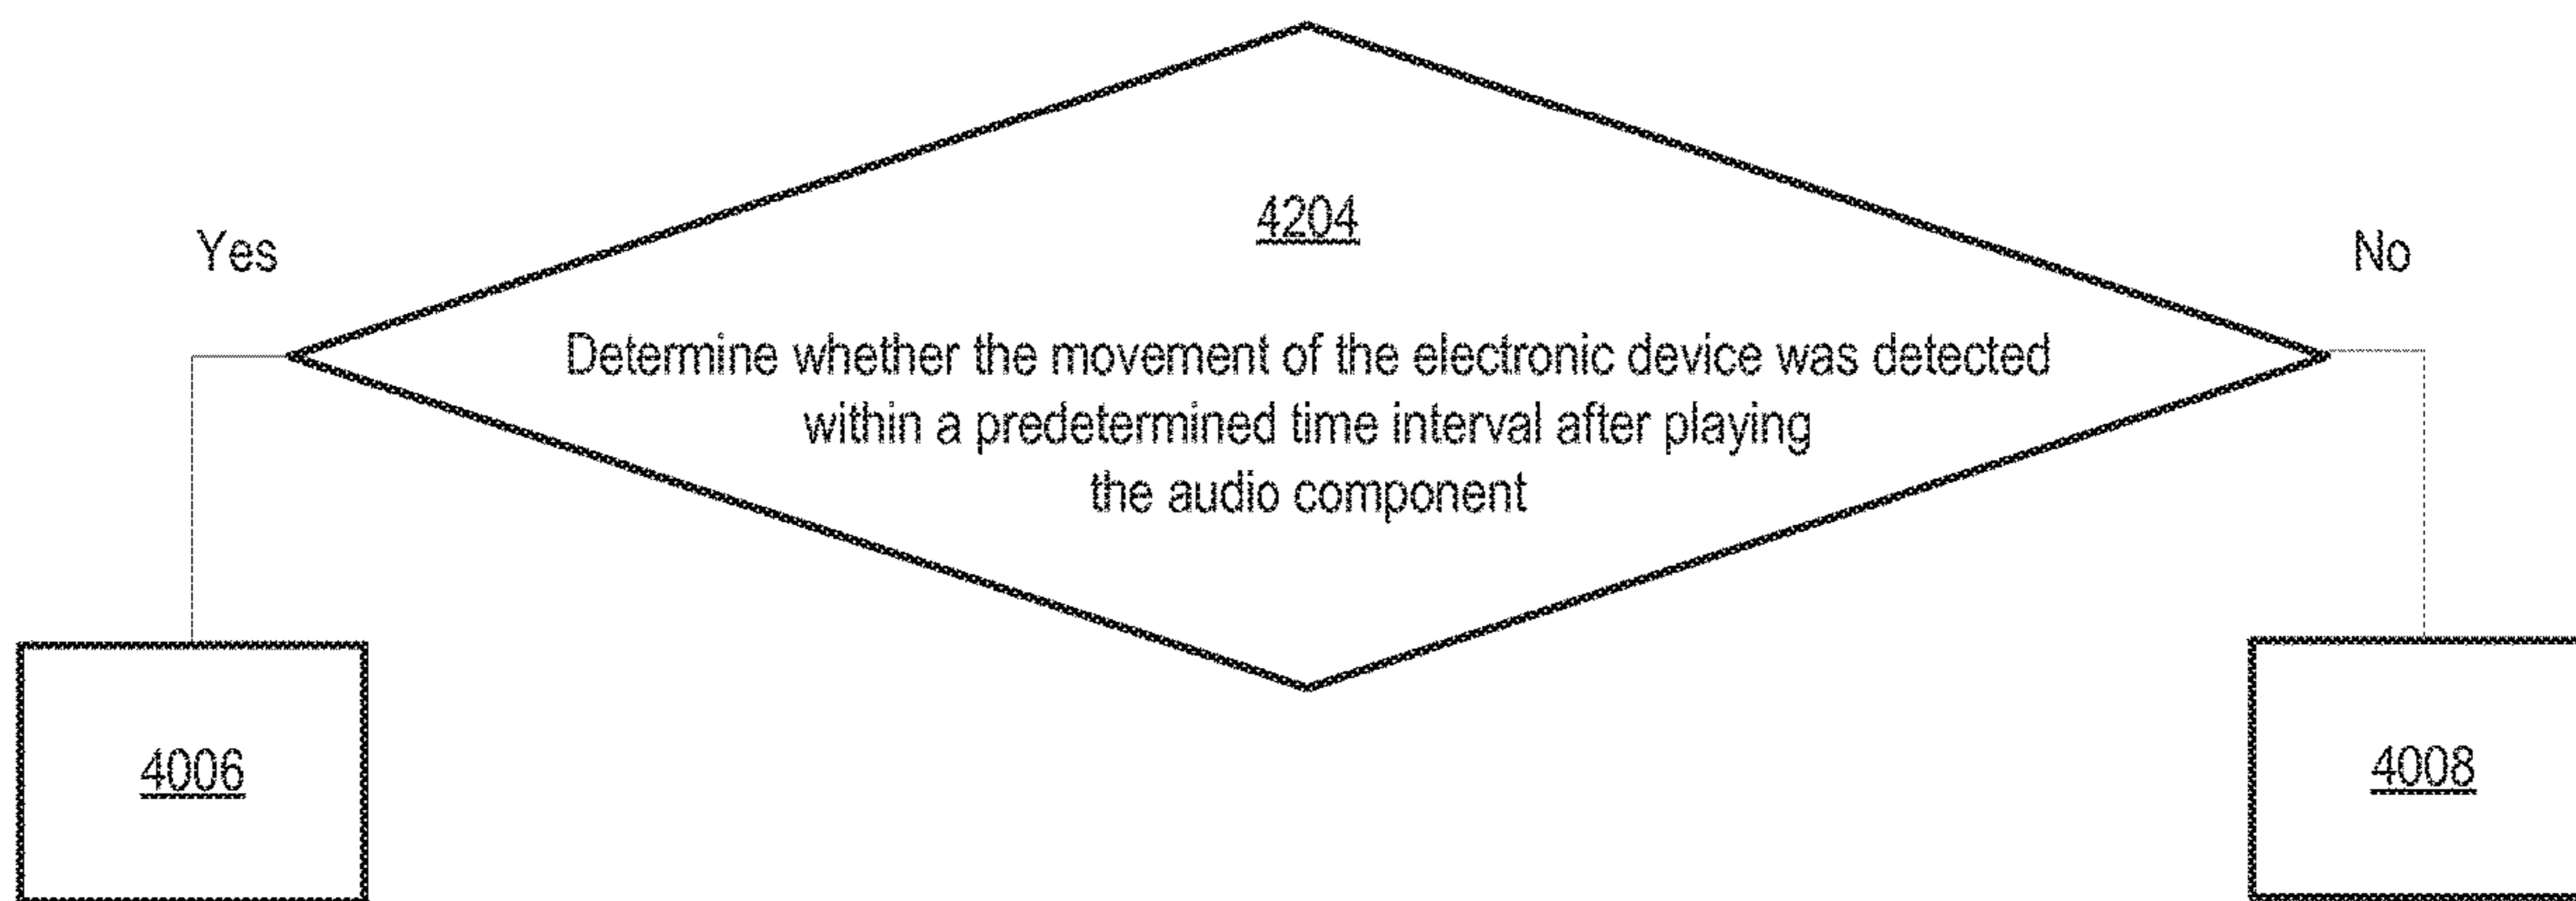 4204
Yes
No
Determine whether the movement of the electronic device was detected
within a predetermined time interval after playing
the audio component
4006
4008